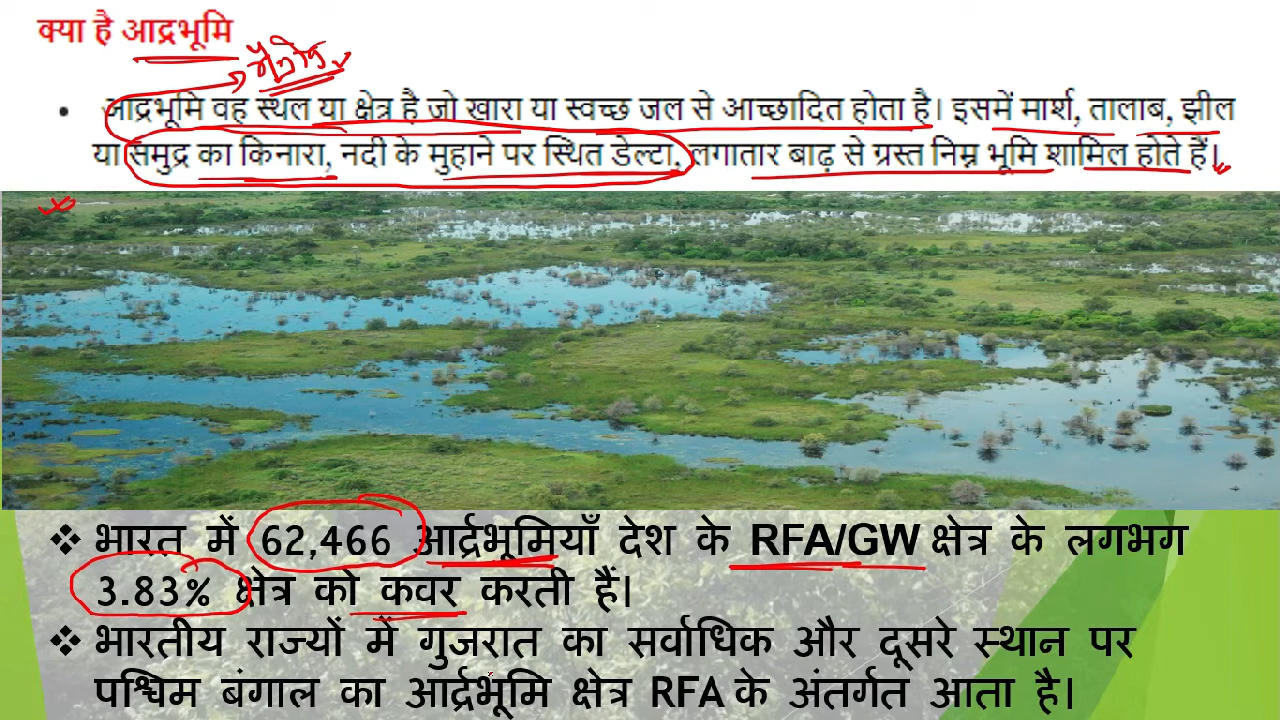 क्या है आद्रभूमि
• आद्रभूमि वह स्थल या क्षेत्र है जो खारा या स्वच्छ जल से आच्छादित होता है। इसमें मार्श, तालाब, झील
या समुद्र का किनारा, नदी के मुहाने पर स्थित डेल्टा, लगातार बाढ़ से ग्रस्त निम्न भूमि शामिल होते हैं।
❖ भारत में 62,466 आर्द्रभूमियाँ देश के RFA/GW क्षेत्र के लगभग
3.83% क्षेत्र को कवर करती हैं।
❖ भारतीय राज्यों में गुजरात का सर्वाधिक और दूसरे स्थान पर
पश्चिम बंगाल का आर्द्रभूमि क्षेत्र RFA के अंतर्गत आता है।